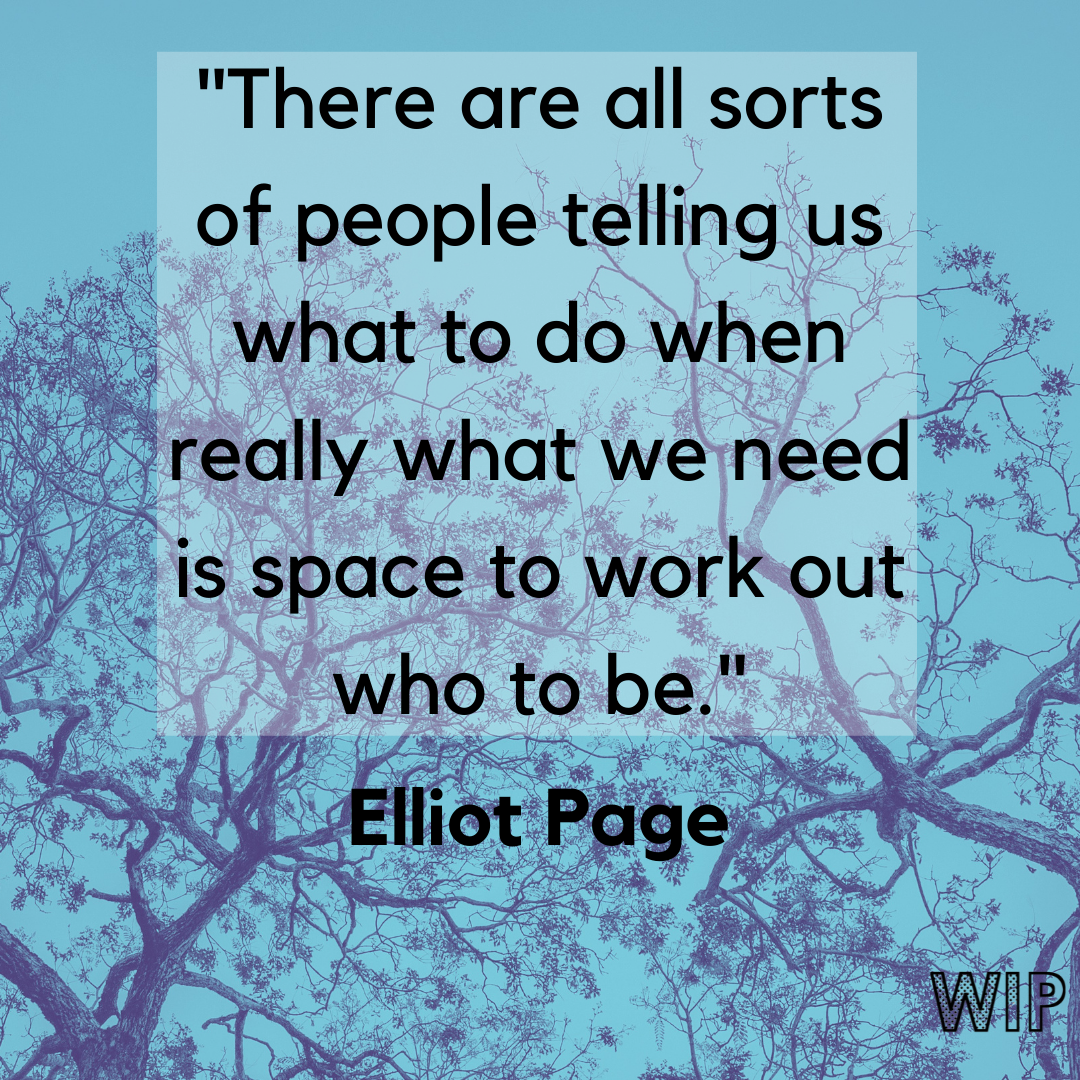 "There are all sorts
of people telling us
what to do when
really what we need
is space to work out
who to be."
Elliot Page
WIP